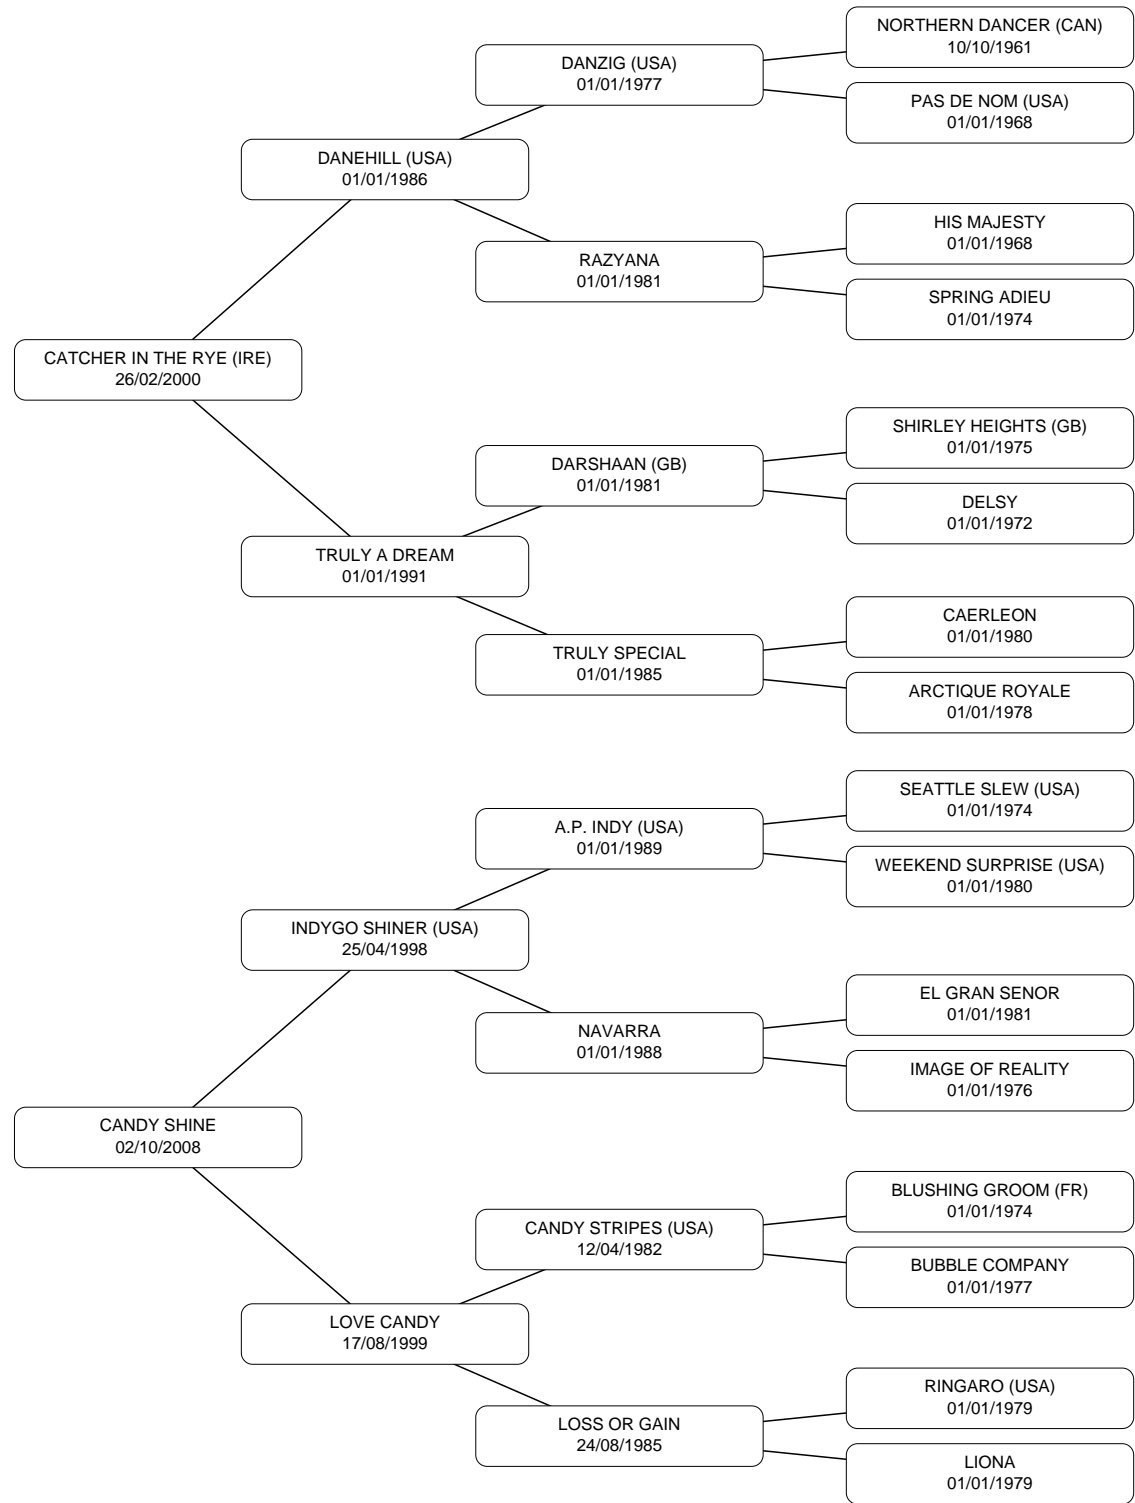 NORTHERN DANCER (CAN)
10/10/1961
DANZIG (USA)
01/01/1977
PAS DE NOM (USA)
01/01/1968
DANEHILL (USA)
01/01/1986
HIS MAJESTY
01/01/1968
RAZYANA
01/01/1981
SPRING ADIEU
01/01/1974
CATCHER IN THE RYE (IRE)
26/02/2000
SHIRLEY HEIGHTS (GB)
01/01/1975
DARSHAAN (GB)
01/01/1981
DELSY
01/01/1972
TRULY A DREAM
01/01/1991
CAERLEON
01/01/1980
TRULY SPECIAL
01/01/1985
ARCTIQUE ROYALE
01/01/1978
SEATTLE SLEW (USA)
01/01/1974
A.P. INDY (USA)
01/01/1989
WEEKEND SURPRISE (USA)
01/01/1980
INDYGO SHINER (USA)
25/04/1998
EL GRAN SENOR
01/01/1981
NAVARRA
01/01/1988
IMAGE OF REALITY
01/01/1976
CANDY SHINE
02/10/2008
BLUSHING GROOM (FR)
01/01/1974
CANDY STRIPES (USA)
12/04/1982
BUBBLE COMPANY
01/01/1977
LOVE CANDY
17/08/1999
RINGARO (USA)
01/01/1979
LOSS OR GAIN
24/08/1985
LIONA
01/01/1979